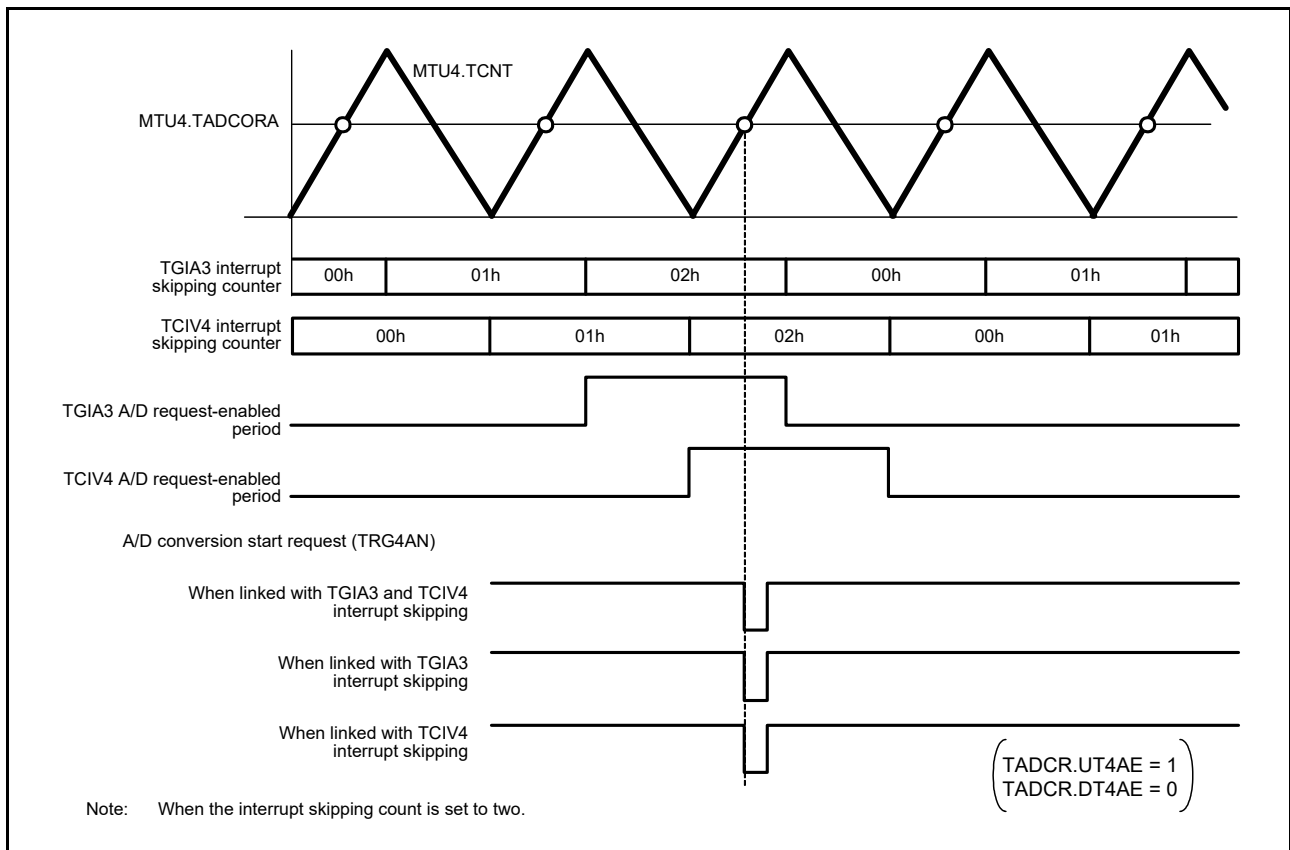 MTU4.TCNT
MTU4.TADCORA
TGIA3 interrupt
skipping counter
00h 01h 02h 00h 01h
TCIV4 interrupt
skipping counter
00h 01h 02h 00h 01h
TGIA3 A/D request-enabled
period
TCIV4 A/D request-enabled
period
A/D conversion start request (TRG4AN)
When linked with TGIA3 and TCIV4
interrupt skipping
When linked with TGIA3
interrupt skipping
When linked with TCIV4
interrupt skipping
TADCR.UT4AE = 1
TADCR.DT4AE = 0
Note: When the interrupt skipping count is set to two.